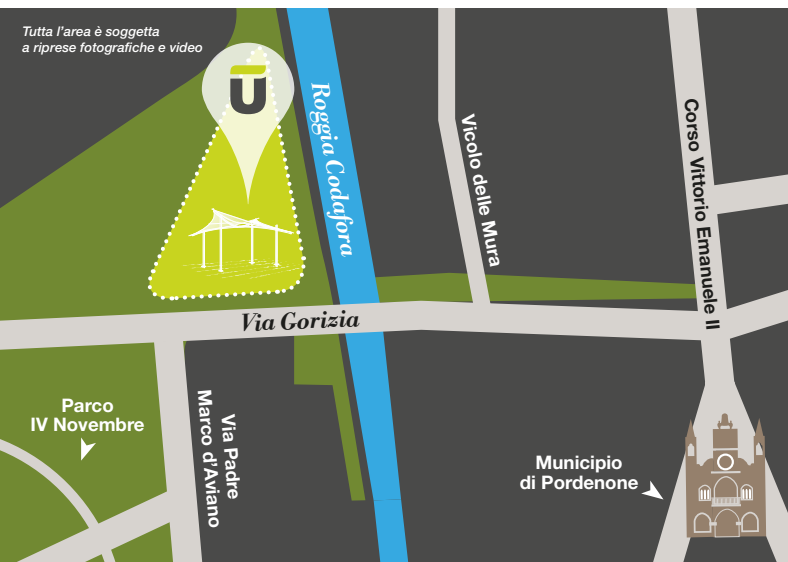 Tutta l'area è soggetta
a riprese fotografiche e video
U
Roggia Codafora
Vicolo delle Mura
Corso Vittorio Emanuele II
Via Gorizia
Parco
IV Novembre
Via Padre
Marco d'Aviano
Municipio
di Pordenone